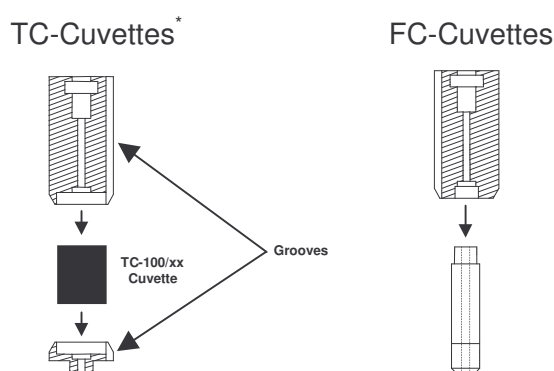 TC-Cuvettes*
FC-Cuvettes
Grooves
TC-100/xx
Cuvette